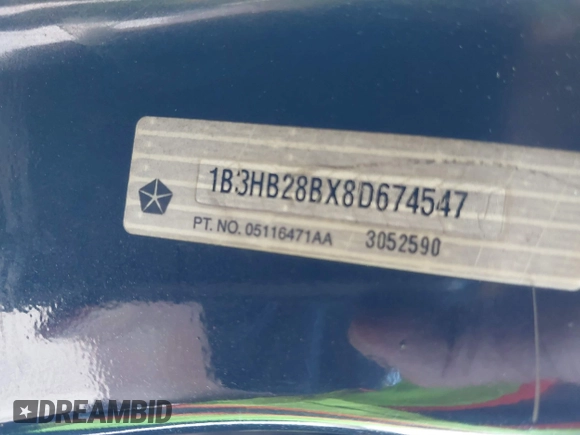 1B3HB28BX8D674547
PT. NO. 05116471AA 3052590
DREAMBID